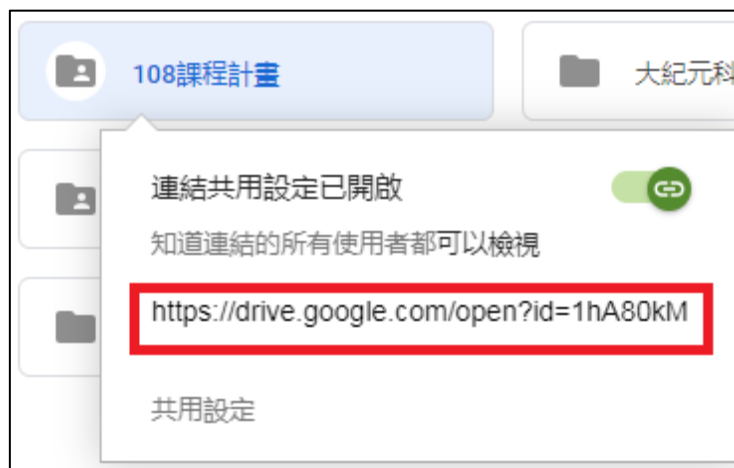 108課程計畫
大紀元科
連結共用設定已開啟
知道連結的所有使用者都可以檢視
https://drive.google.com/open?id=1hA80kM
共用設定